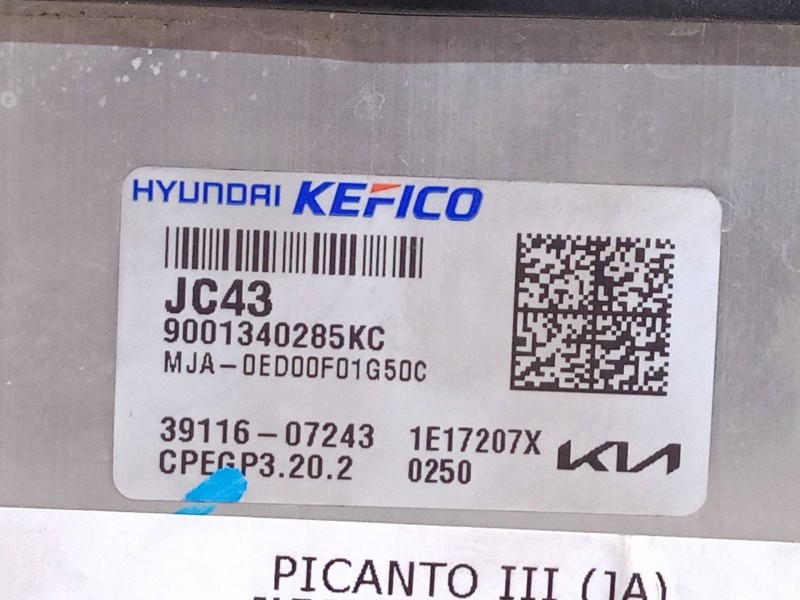 HYUNDAI KEFICO
JC43
9001340285KC
MJA-0ED00F01G50C
39116-07243 1E17207X KIA
CPEGP3.20.2 0250
PICANTO III (JA)